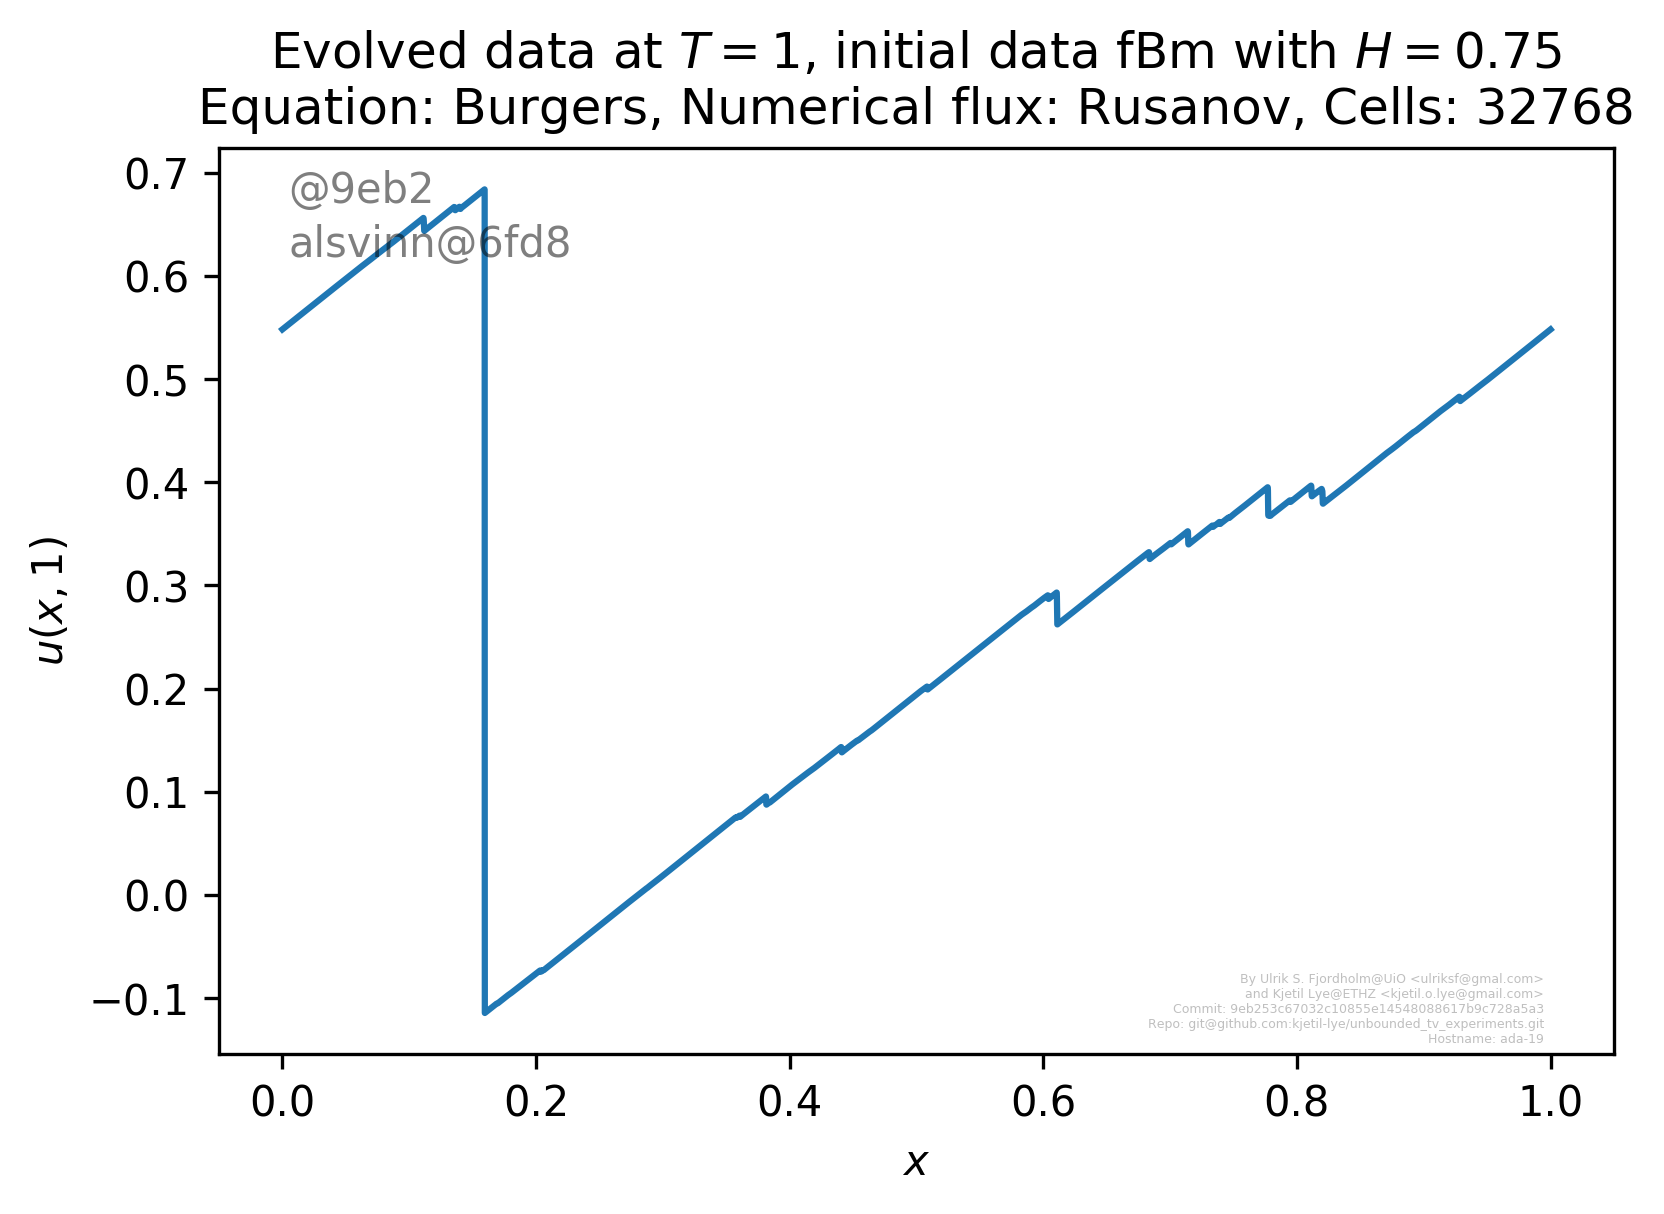 Evolved data at T = 1, initial data fBm with H = 0.75
Equation: Burgers, Numerical flux: Rusanov, Cells: 32768
@9eb2
alsvinn@6fd8
0.7
0.6
0.5
0.4
0.3
0.2
0.1
0.0
−0.1
u(x, 1)
By Ulrik S. Fjordholm@UiO <ulriksf@gmal.com>
and Kjetil Lye@ETHZ <kjetil.o.lye@gmail.com>
Commit: 9eb253c67032c10855e14548088617b9c728a5a3
Repo: git@github.com:kjetil-lye/unbounded_tv_experiments.git
Hostname: ada-19
0.0 0.2 0.4 0.6 0.8 1.0
x